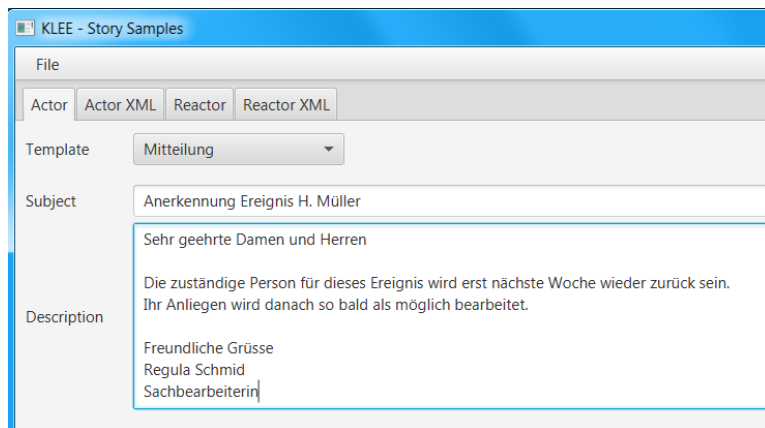 KLEE - Story Samples
File
Actor Actor XML Reactor Reactor XML
Template Mitteilung
Subject Anerkennung Ereignis H. Müller
Description
Sehr geehrte Damen und Herren
Die zuständige Person für dieses Ereignis wird erst nächste Woche wieder zurück sein.
Ihr Anliegen wird danach so bald als möglich bearbeitet.
Freundliche Grüsse
Regula Schmid
Sachbearbeiterin